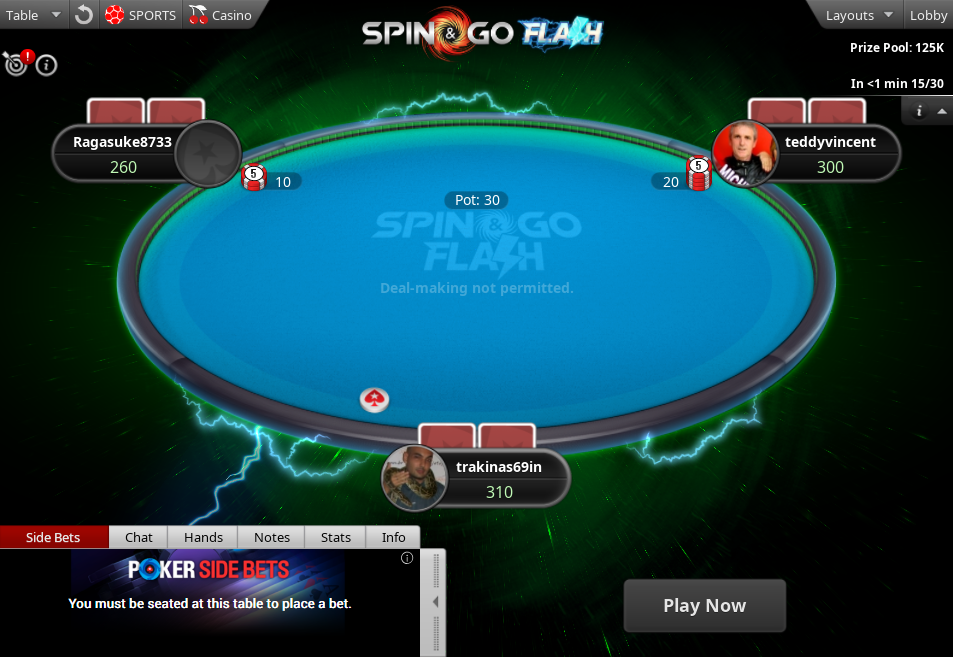 Table
SPORTS
Casino
SPIN&GO FLASH
Layouts
Lobby
Prize Pool: 125K
In <1 min 15/30
!
i
i
Ragasuke8733
260
5
10
teddyvincent
300
5
20
Pot: 30
SPIN&GO
FLASH
Deal-making not permitted.
trakinas69in
310
Side Bets
Chat
Hands
Notes
Stats
Info
POKER SIDE BETS
i
You must be seated at this table to place a bet.
Play Now